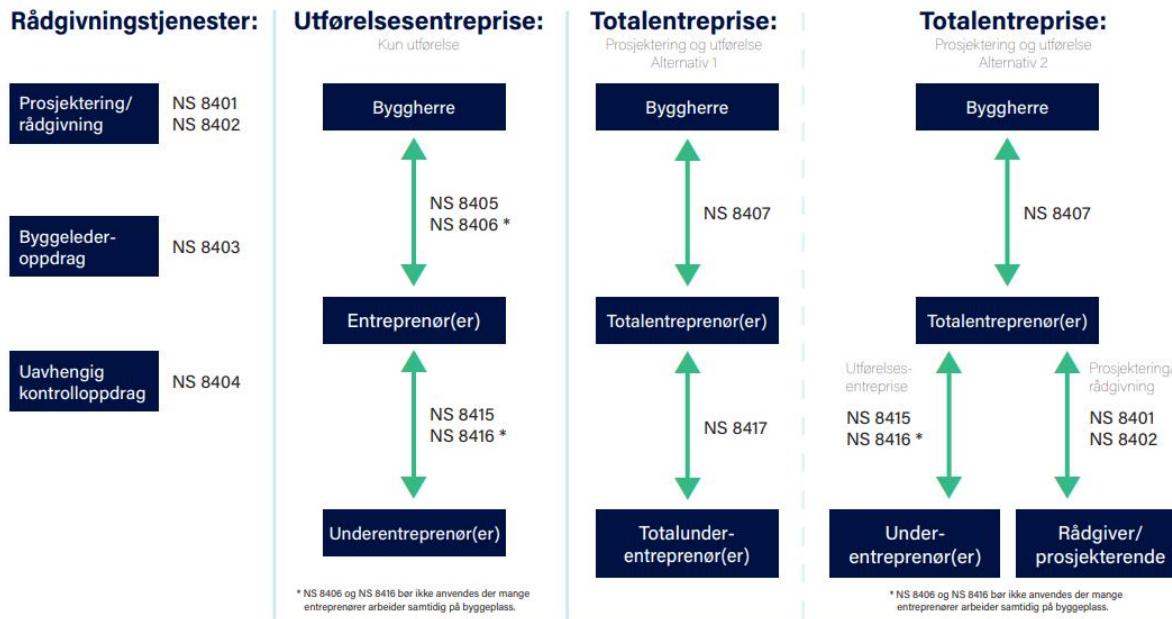 Rådgivningstjenester:
Prosjektering/
rådgivning
NS 8401
NS 8402
Byggeleder-
oppdrag
NS 8403
Uavhengig
kontrolloppdrag
NS 8404
Utførelsesentreprise:
Kun utførelse
Byggherre
NS 8405
NS 8406 *
Entreprenør(er)
NS 8415
NS 8416 *
Underentreprenør(er)
* NS 8406 og NS 8416 bør ikke anvendes der mange
entreprenører arbeider samtidig på byggeplass.
Totalentreprise:
Prosjektering og utførelse
Alternativ 1
Byggherre
NS 8407
Totalentreprenør(er)
NS 8417
Totalunder-
entreprenør(er)
Totalentreprise:
Prosjektering og utførelse
Alternativ 2
Byggherre
NS 8407
Totalentreprenør(er)
Utførelses-
entreprise
NS 8415
NS 8416 *
Prosjektering/
rådgivning
NS 8401
NS 8402
Under-
entreprenør(er)
Rådgiver/
prosjekterende
* NS 8406 og NS 8416 bør ikke anvendes der mange
entreprenører arbeider samtidig på byggeplass.